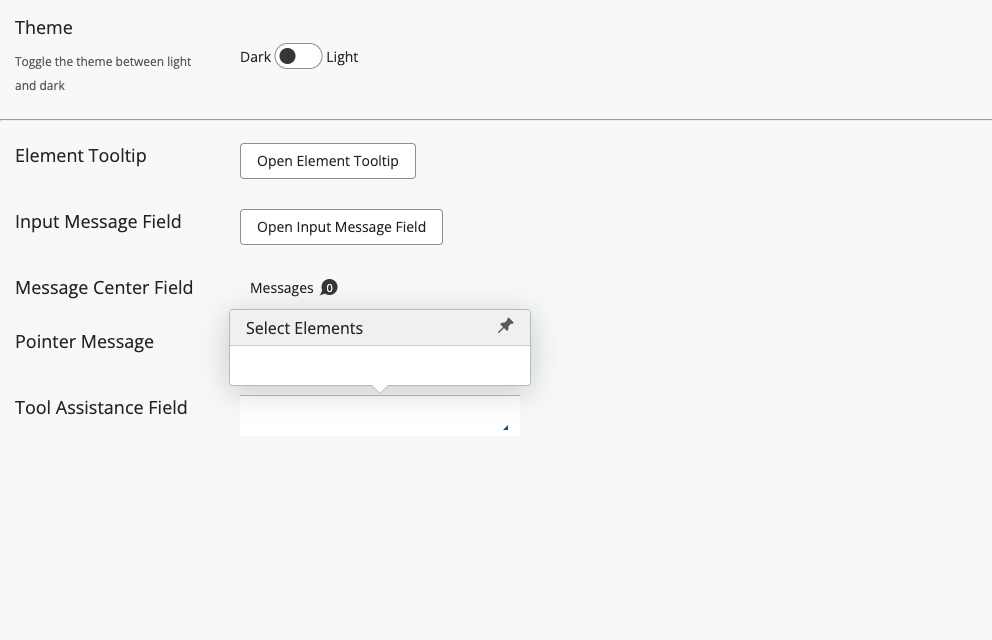 Theme
Toggle the theme between light
and dark
Dark Light
Element Tooltip
Open Element Tooltip
Input Message Field
Open Input Message Field
Message Center Field
Messages 0
Select Elements
Pointer Message
Tool Assistance Field